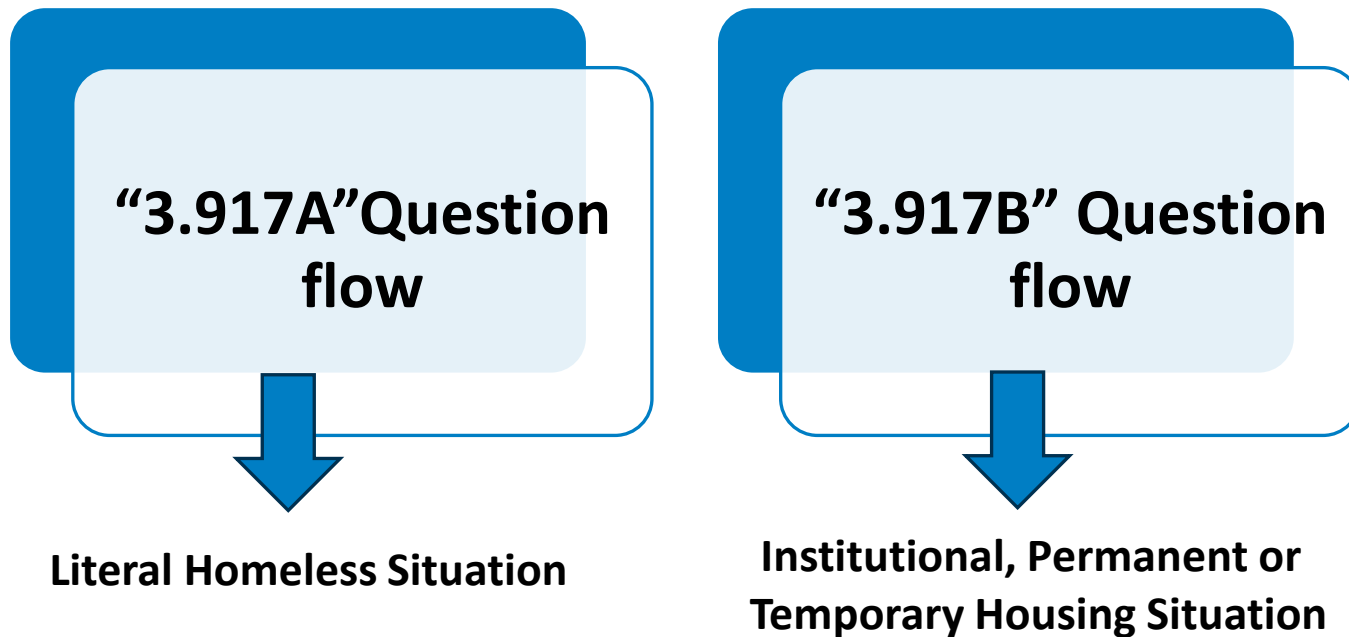 “3.917A”Question
flow
“3.917B” Question
flow
Literal Homeless Situation
Institutional, Permanent or
Temporary Housing Situation